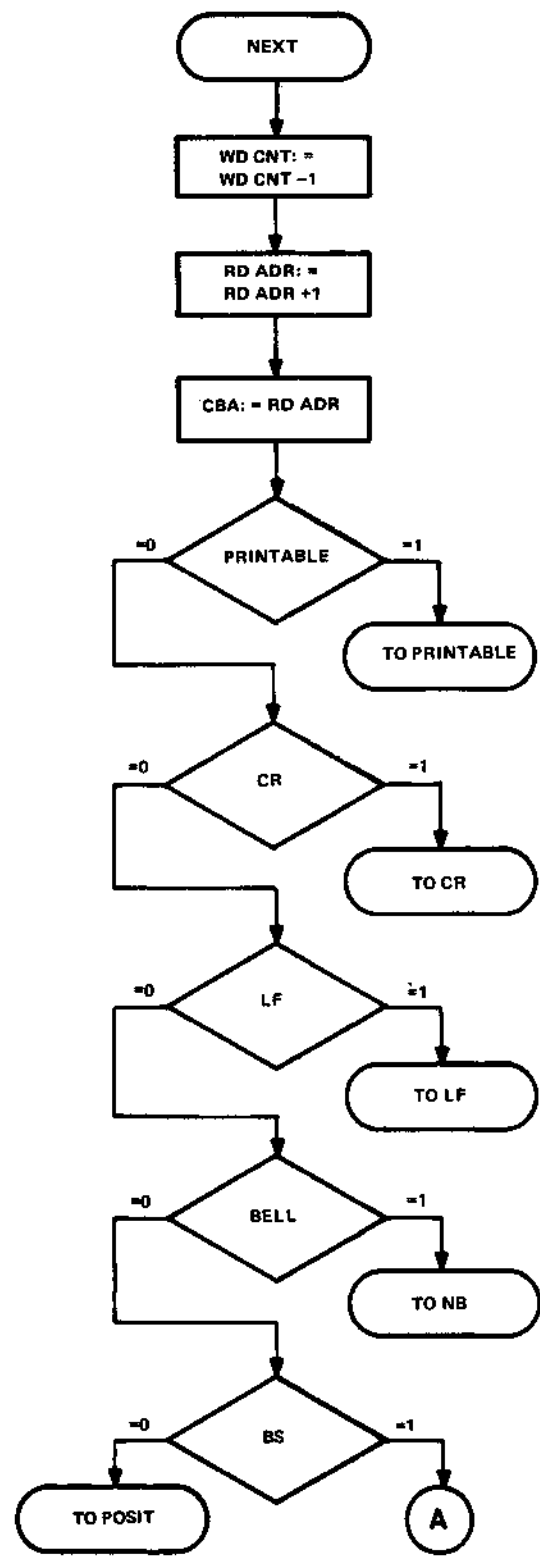 NEXT
WD CNT: =
WD CNT –1
RD ADR: =
RD ADR +1
CBA: = RD ADR
=0
PRINTABLE
=1
TO PRINTABLE
=0
CR
=1
TO CR
=0
LF
=1
TO LF
=0
BELL
=1
TO NB
=0
BS
=1
TO POSIT
A